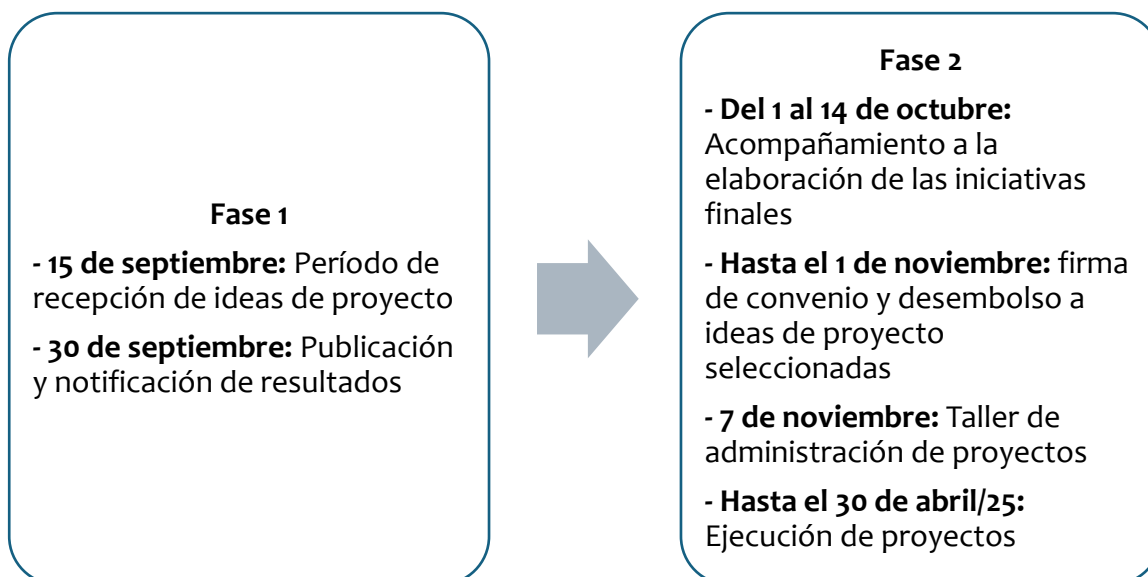 Fase 1
- 15 de septiembre: Período de
recepción de ideas de proyecto
- 30 de septiembre: Publicación
y notificación de resultados
Fase 2
- Del 1 al 14 de octubre:
Acompañamiento a la
elaboración de las iniciativas
finales
- Hasta el 1 de noviembre: firma
de convenio y desembolso a
ideas de proyecto
seleccionadas
- 7 de noviembre: Taller de
administración de proyectos
- Hasta el 30 de abril/25:
Ejecución de proyectos